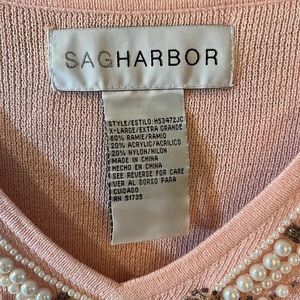 SAGHARBOR
STYLE/ESTILO: H53472JC
X-LARGE/EXTRA GRANDE
60% RAMIE/RAMIO
20% ACRYLIC/ACRILICO
20% NYLON/NILON
MADE IN CHINA
HECHO EN CHINA
SEE REVERSE FOR CARE
VER AL DORSO PARA
CUIDADO
RN 51735